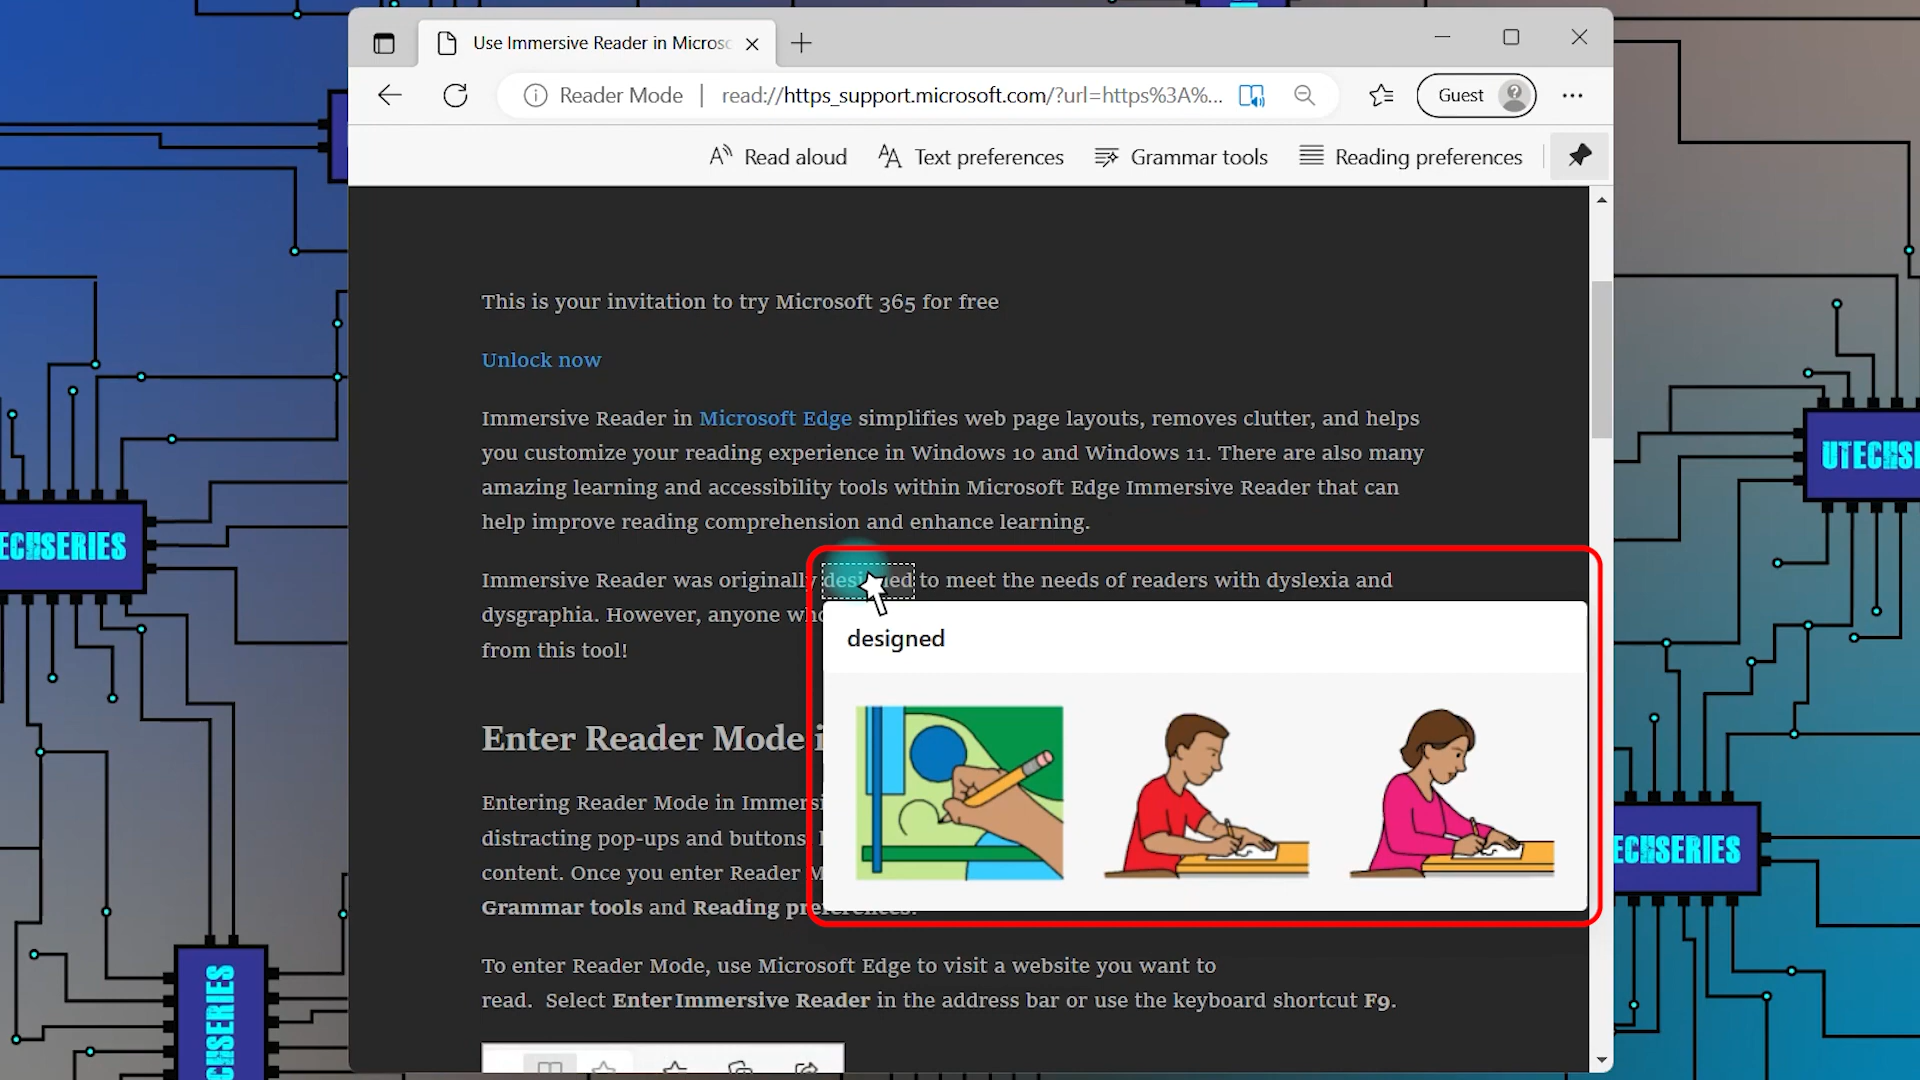 Use Immersive Reader in Micros
Reader Mode | read://https_support.microsoft.com/?url=https%3A%...
Guest
Read aloud
Text preferences
Grammar tools
Reading preferences
This is your invitation to try Microsoft 365 for free
Unlock now
Immersive Reader in Microsoft Edge simplifies web page layouts, removes clutter, and helps
you customize your reading experience in Windows 10 and Windows 11. There are also many
amazing learning and accessibility tools within Microsoft Edge Immersive Reader that can
help improve reading comprehension and enhance learning.
Immersive Reader was originally designed to meet the needs of readers with dyslexia and
dysgraphia. However, anyone who
from this tool!
designed
Enter Reader Mode i
Entering Reader Mode in Immersi
distracting pop-ups and buttons,
content. Once you enter Reader M
Grammar tools and Reading preferences.
To enter Reader Mode, use Microsoft Edge to visit a website you want to
read. Select Enter Immersive Reader in the address bar or use the keyboard shortcut F9.
UTECHSE
ECHSERIES
ECHSERIES
CHSERIES